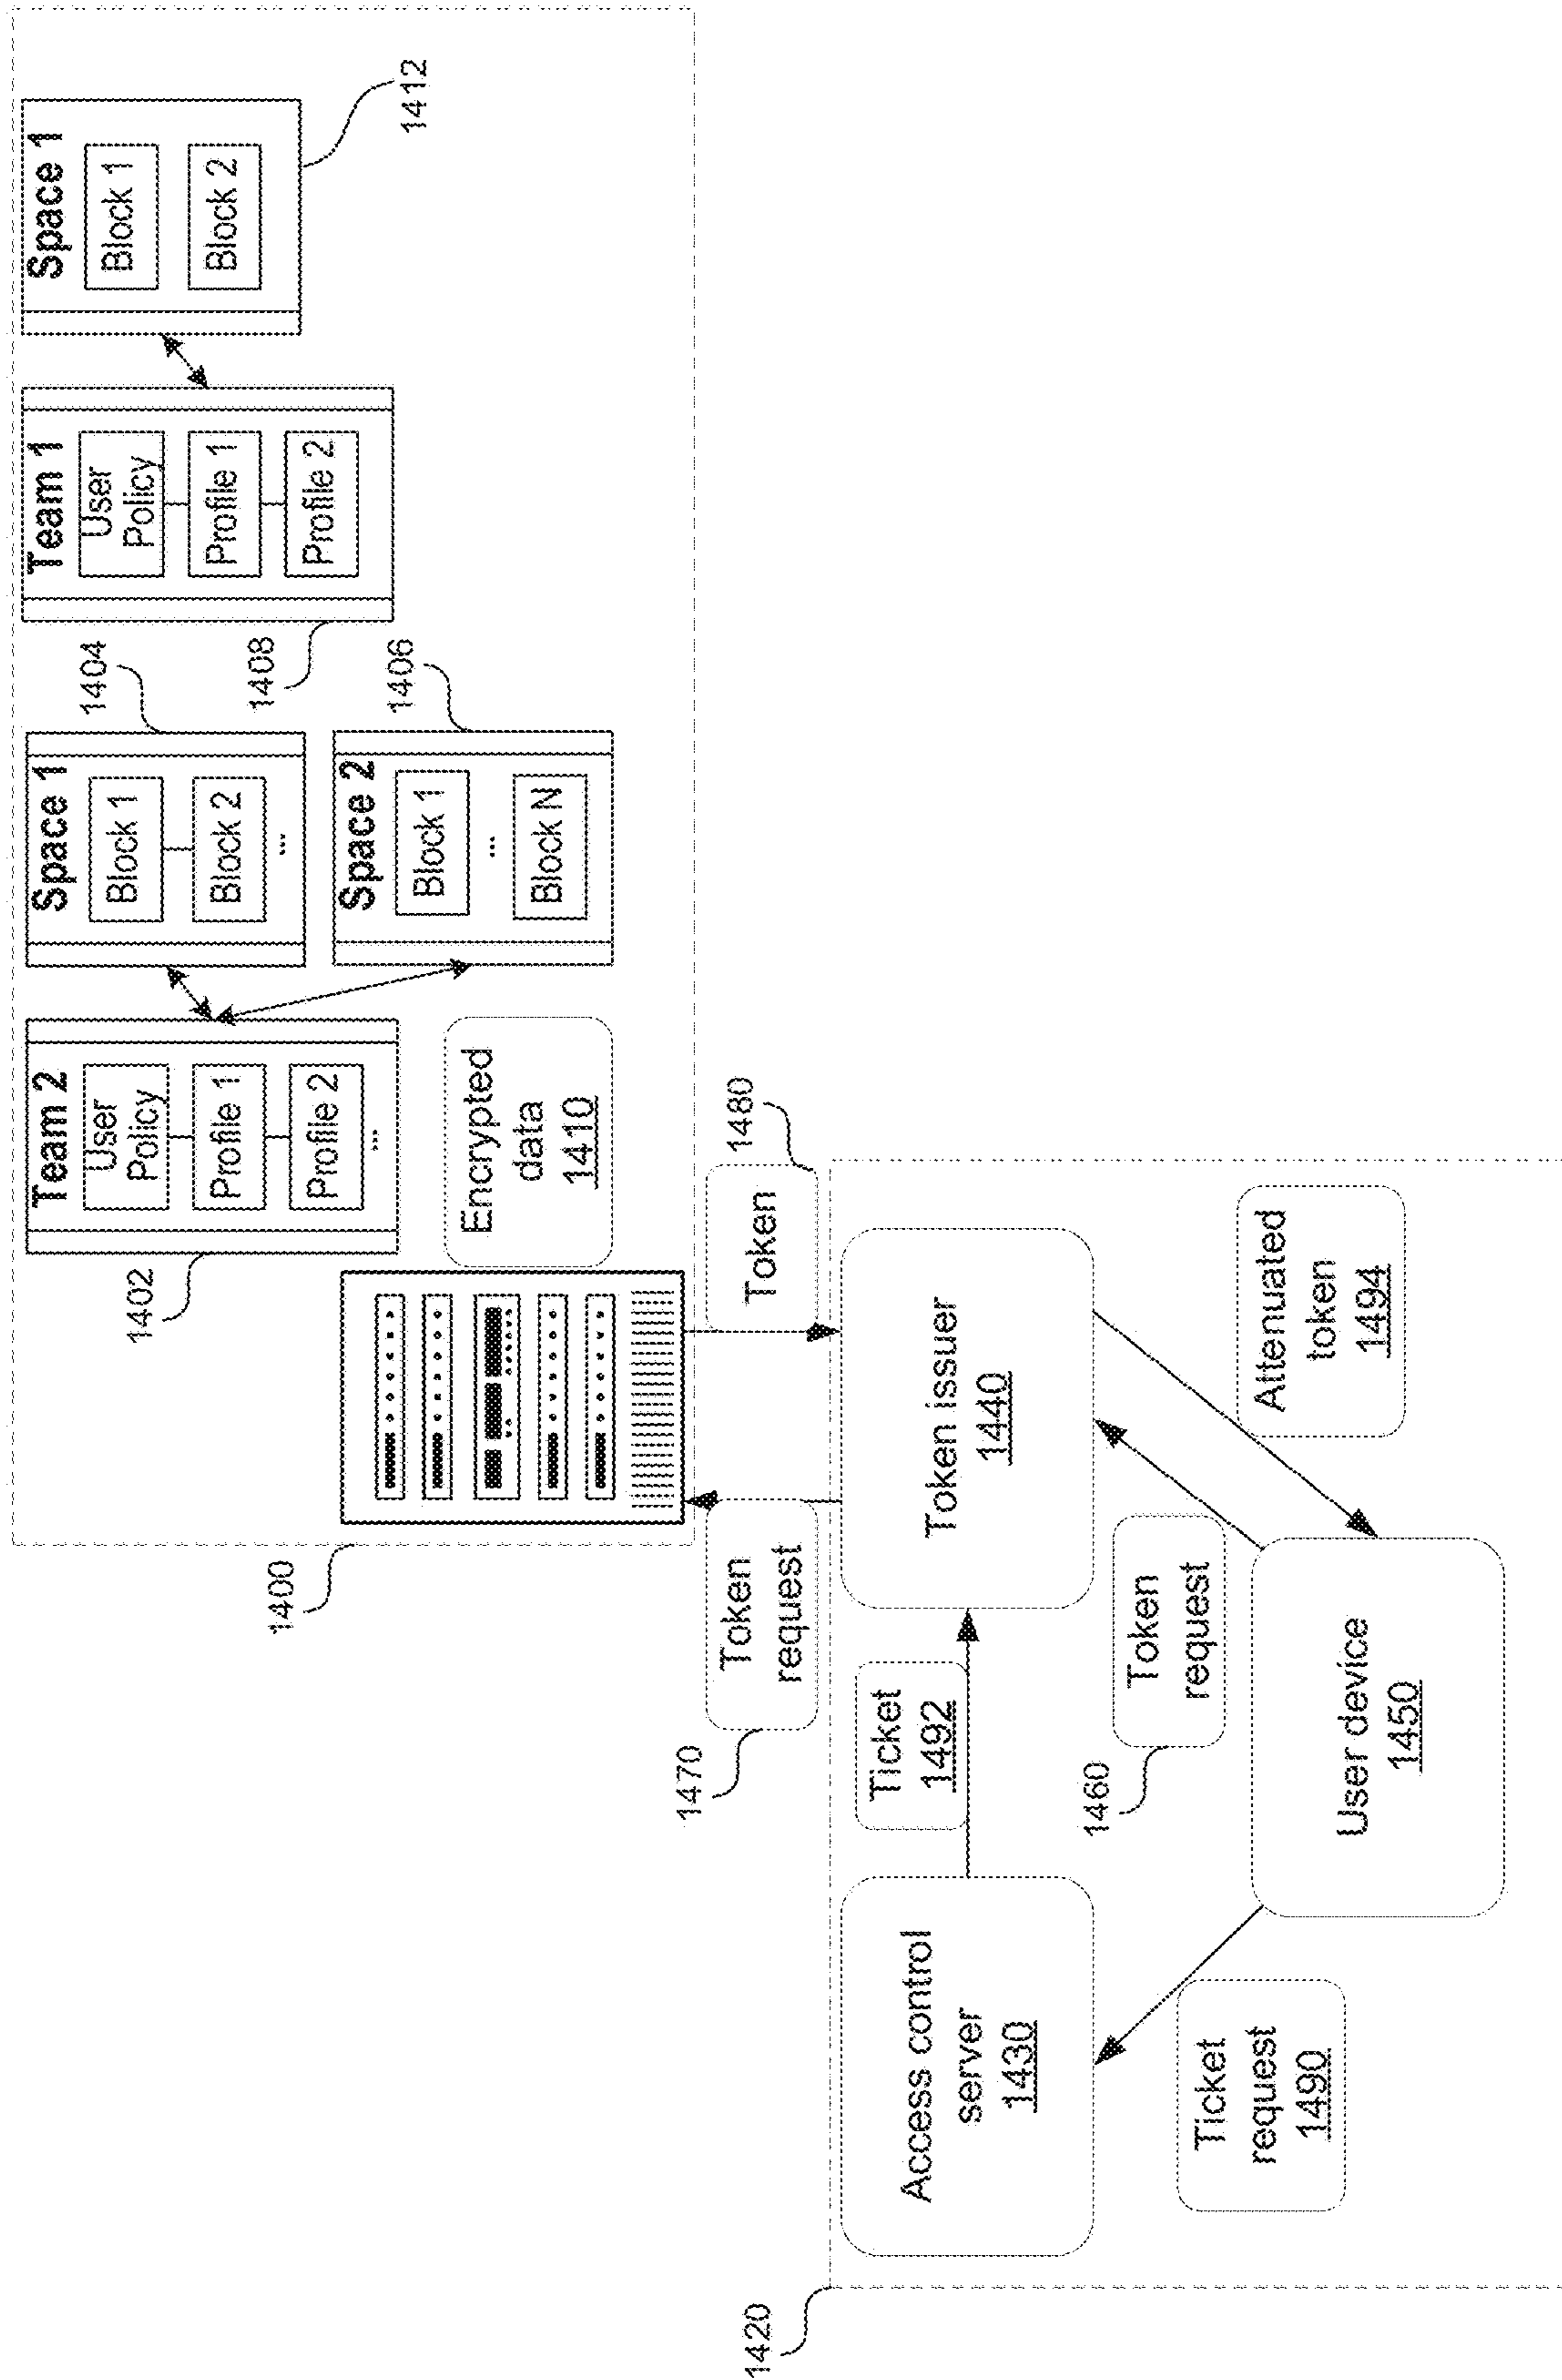 1400
1402
Team 2
User
Policy
Profile 1
Profile 2
...
Space 1
Block 1
Block 2
...
1404
Space 2
Block 1
...
Block N
1406
1408
Team 1
User
Policy
Profile 1
Profile 2
Space 1
Block 1
Block 2
1412
Encrypted
data
1410
1470
Token
request
Token
1480
1420
Access control
server
1430
Ticket
1492
Token issuer
1440
1460
Token
request
Ticket
request
1490
User device
1450
Attenuated
token
1494